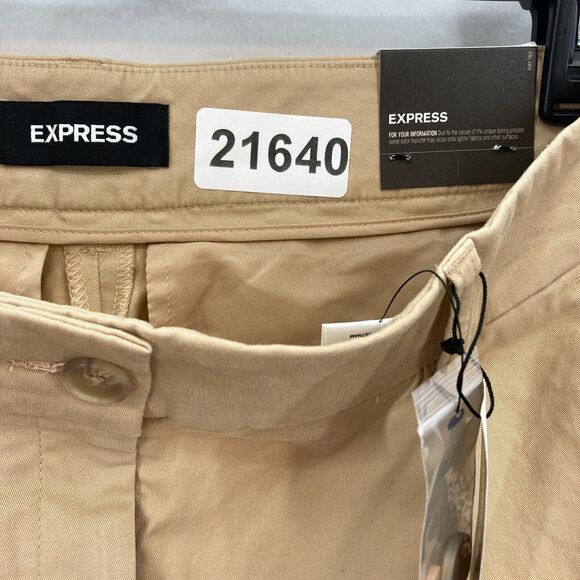 EXPRESS
21640
EXPRESS
FOR YOUR INFORMATION Due to the nature of the unique dyeing process
some color transfer may occur onto lighter fabrics and other surfaces.